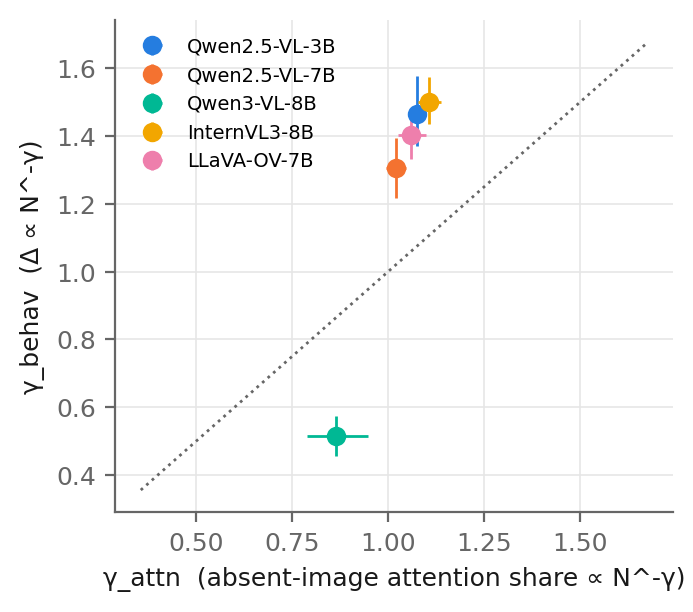 Qwen2.5-VL-3B
Qwen2.5-VL-7B
Qwen3-VL-8B
InternVL3-8B
LLaVA-OV-7B
γ_behav (Δ ∝ N^-γ)
1.6
1.4
1.2
1.0
0.8
0.6
0.4
0.50 0.75 1.00 1.25 1.50
γ_attn (absent-image attention share ∝ N^-γ)